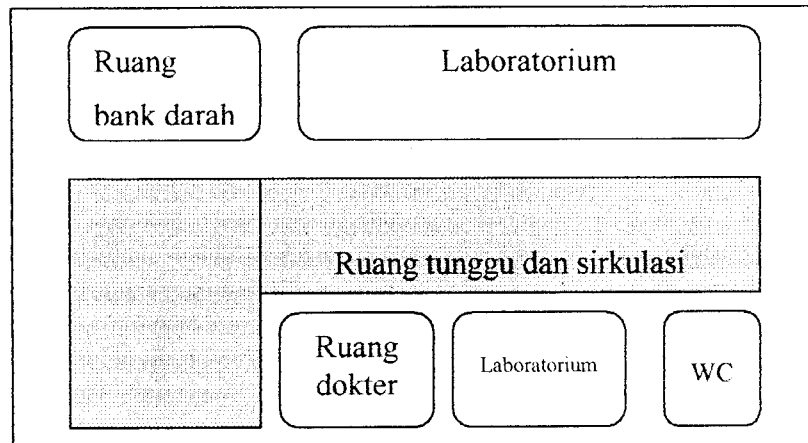 Ruang
bank darah
Laboratorium
Ruang tunggu dan sirkulasi
Ruang
dokter
Laboratorium
WC